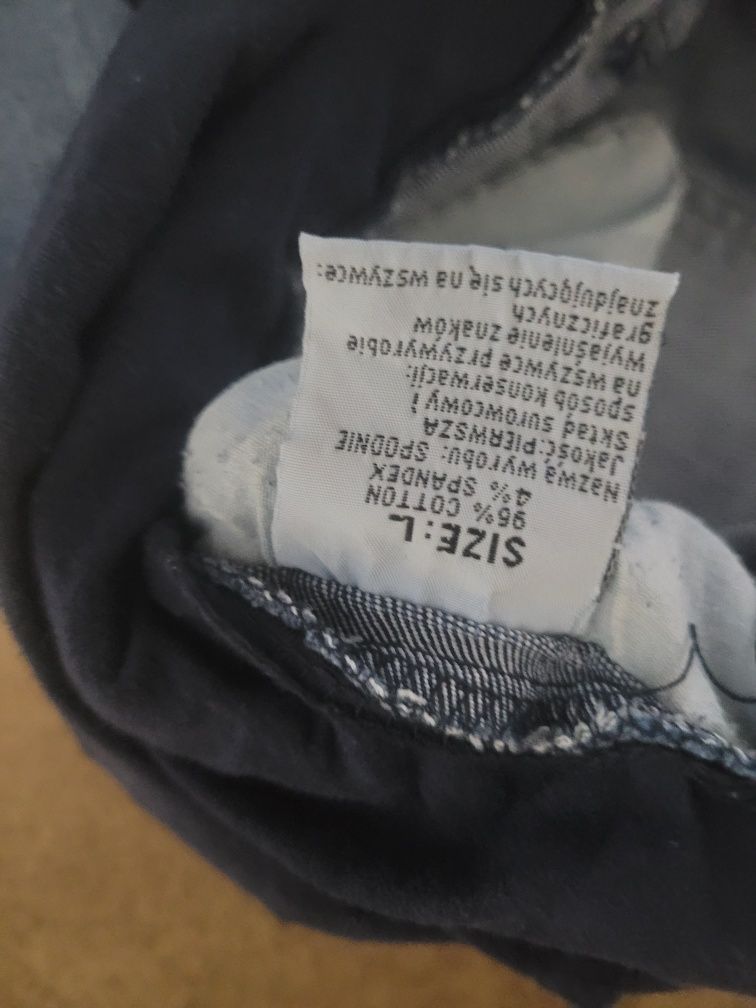 SIZE: L
96% COTTON
4% SPANDEX
Nazwa wyrobu: SPODNIE
Jakość: PIERWSZA
Skład surowcowy i
sposób konserwacji:
na wszywce przywyrobie
Wyjaśnienie znaków
graficznych
znajdujących się na wszywce: